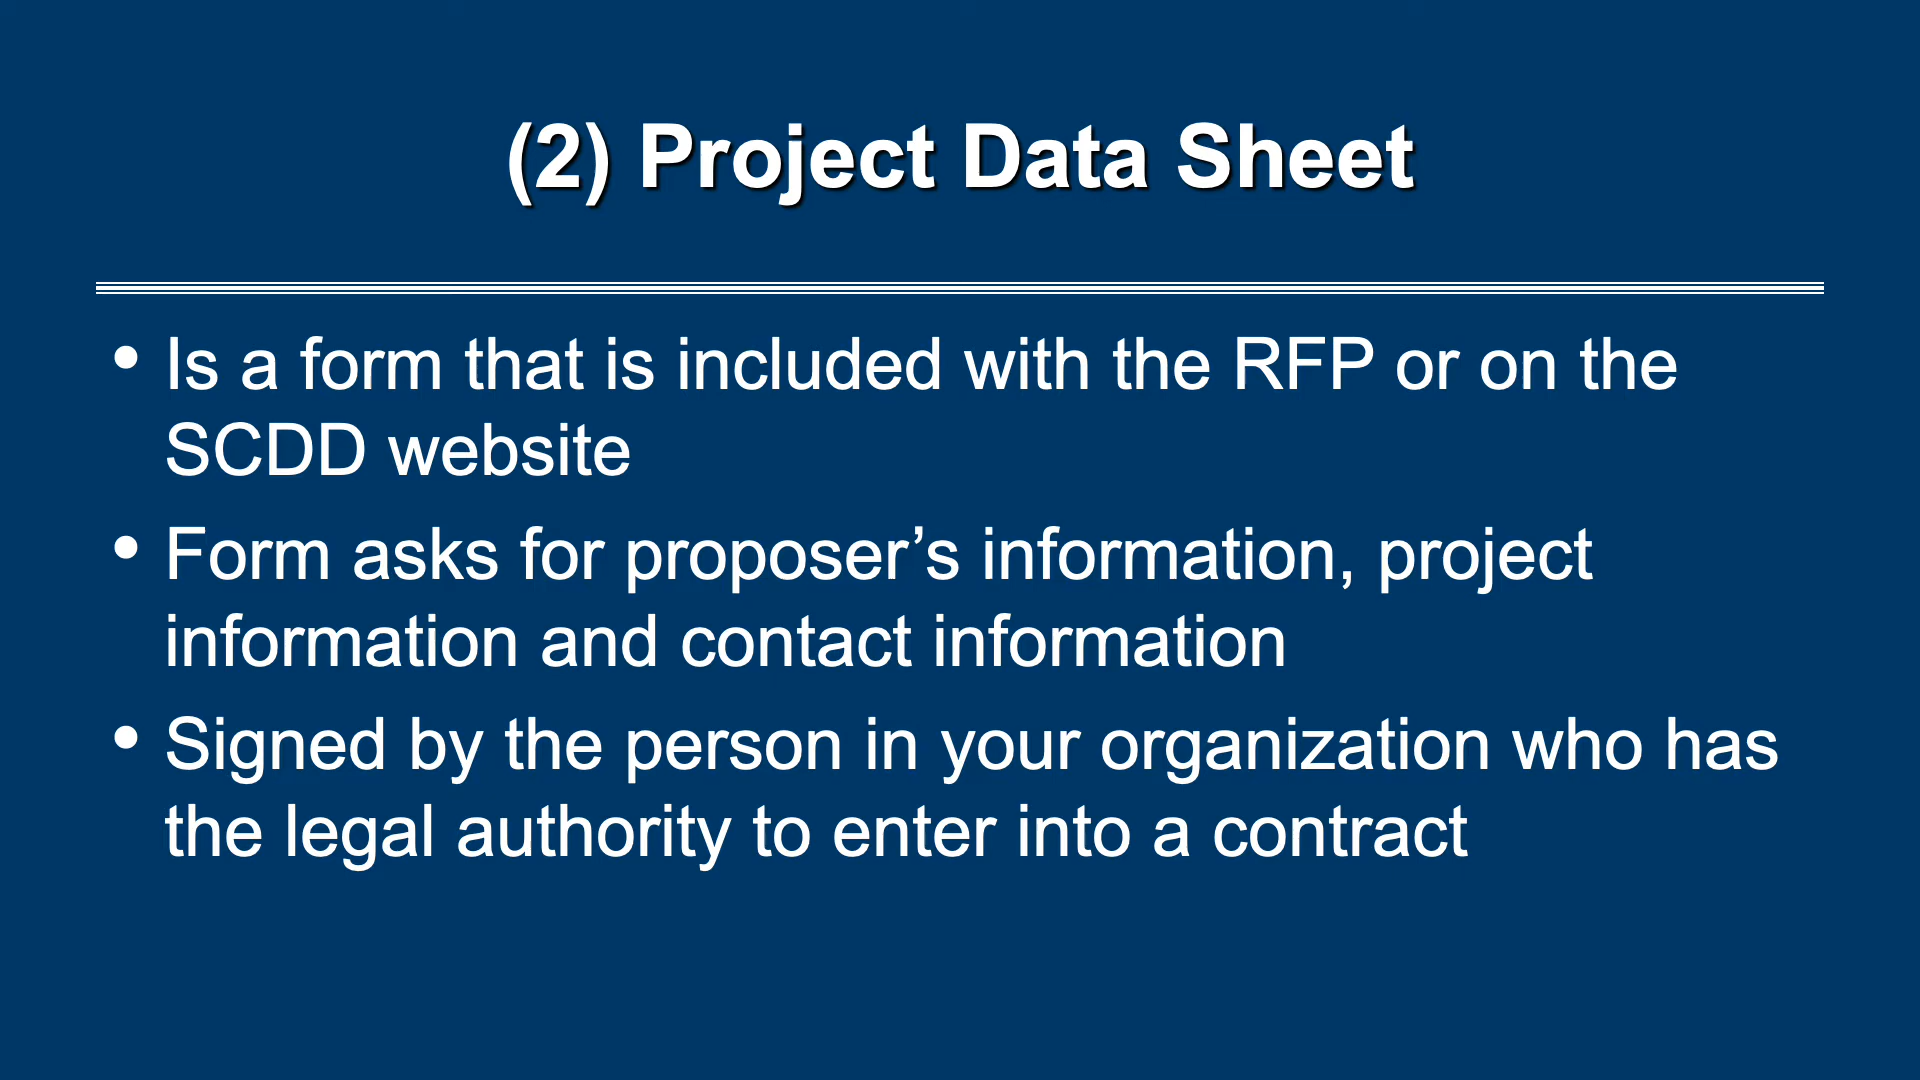 (2) Project Data Sheet
• Is a form that is included with the RFP or on the
SCDD website
• Form asks for proposer’s information, project
information and contact information
• Signed by the person in your organization who has
the legal authority to enter into a contract